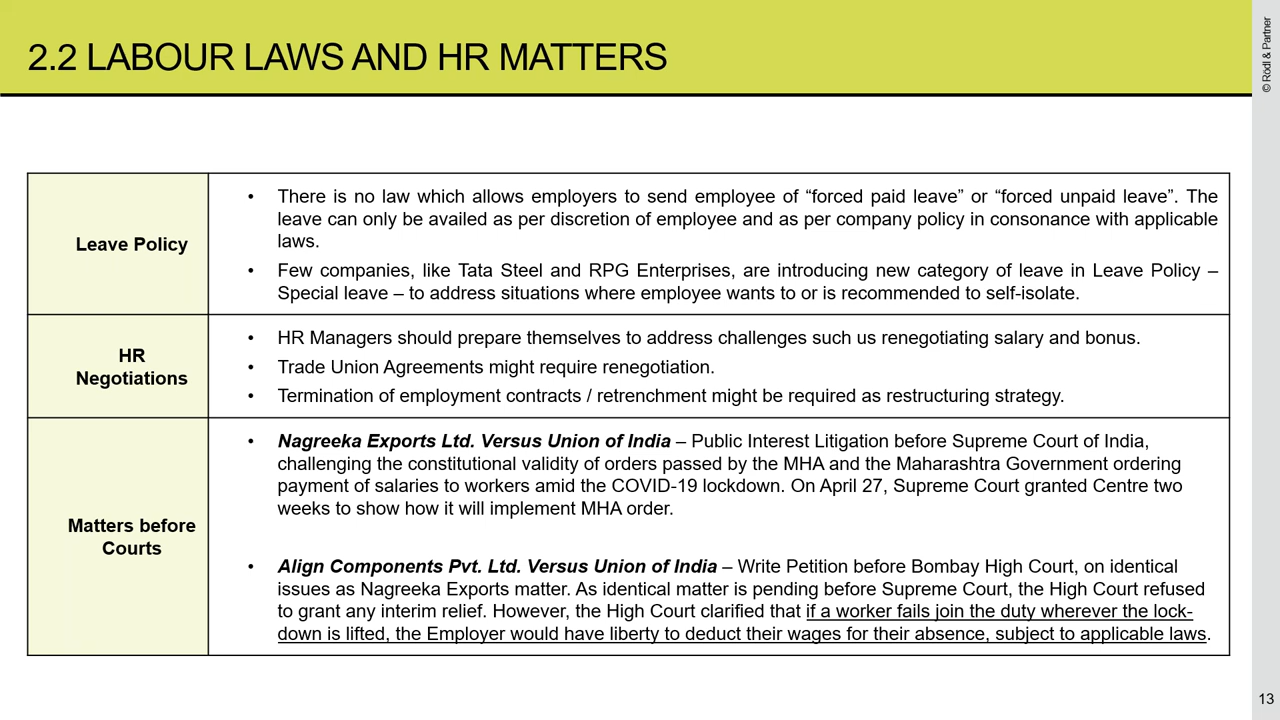 2.2 LABOUR LAWS AND HR MATTERS
© Rödl & Partner
Leave Policy
• There is no law which allows employers to send employee of “forced paid leave” or “forced unpaid leave”. The
leave can only be availed as per discretion of employee and as per company policy in consonance with applicable
laws.
• Few companies, like Tata Steel and RPG Enterprises, are introducing new category of leave in Leave Policy –
Special leave – to address situations where employee wants to or is recommended to self-isolate.
HR
Negotiations
• HR Managers should prepare themselves to address challenges such us renegotiating salary and bonus.
• Trade Union Agreements might require renegotiation.
• Termination of employment contracts / retrenchment might be required as restructuring strategy.
Matters before
Courts
• Nagreeka Exports Ltd. Versus Union of India – Public Interest Litigation before Supreme Court of India,
challenging the constitutional validity of orders passed by the MHA and the Maharashtra Government ordering
payment of salaries to workers amid the COVID-19 lockdown. On April 27, Supreme Court granted Centre two
weeks to show how it will implement MHA order.
• Align Components Pvt. Ltd. Versus Union of India – Write Petition before Bombay High Court, on identical
issues as Nagreeka Exports matter. As identical matter is pending before Supreme Court, the High Court refused
to grant any interim relief. However, the High Court clarified that if a worker fails join the duty wherever the lock-
down is lifted, the Employer would have liberty to deduct their wages for their absence, subject to applicable laws.
13